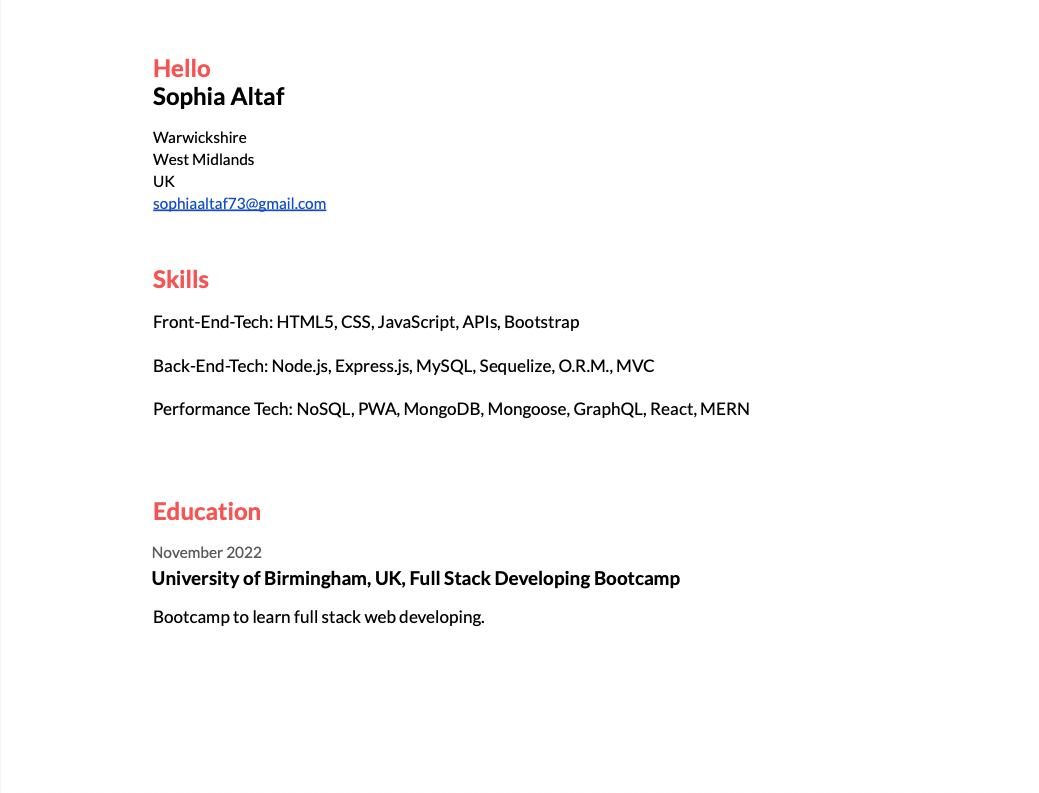 Hello
Sophia Altaf
Warwickshire
West Midlands
UK
sophiaaltaf73@gmail.com
Skills
Front-End-Tech: HTML5, CSS, JavaScript, APIs, Bootstrap
Back-End-Tech: Node.js, Express.js, MySQL, Sequelize, O.R.M., MVC
Performance Tech: NoSQL, PWA, MongoDB, Mongoose, GraphQL, React, MERN
Education
November 2022
University of Birmingham, UK, Full Stack Developing Bootcamp
Bootcamp to learn full stack web developing.